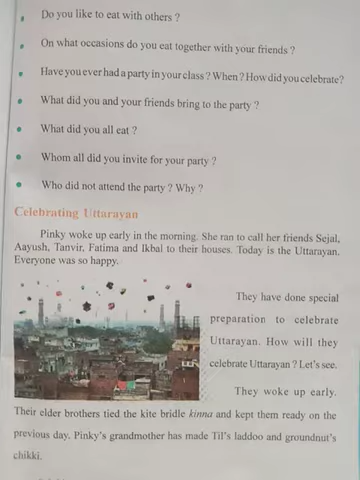 Do you like to eat with others ?
On what occasions do you eat together with your friends ?
Have you ever had a party in your class ? When ? How did you celebrate?
What did you and your friends bring to the party ?
What did you all eat ?
Whom all did you invite for your party ?
Who did not attend the party ? Why ?
Celebrating Uttarayan
Pinky woke up early in the morning. She ran to call her friends Sejal,
Aayush, Tanvir, Fatima and Ikbal to their houses. Today is the Uttarayan.
Everyone was so happy.
They have done special
preparation to celebrate
Uttarayan. How will they
celebrate Uttarayan ? Let's see.
They woke up early.
Their elder brothers tied the kite bridle kinna and kept them ready on the
previous day. Pinky's grandmother has made Til's laddoo and groundnut's
chikki.